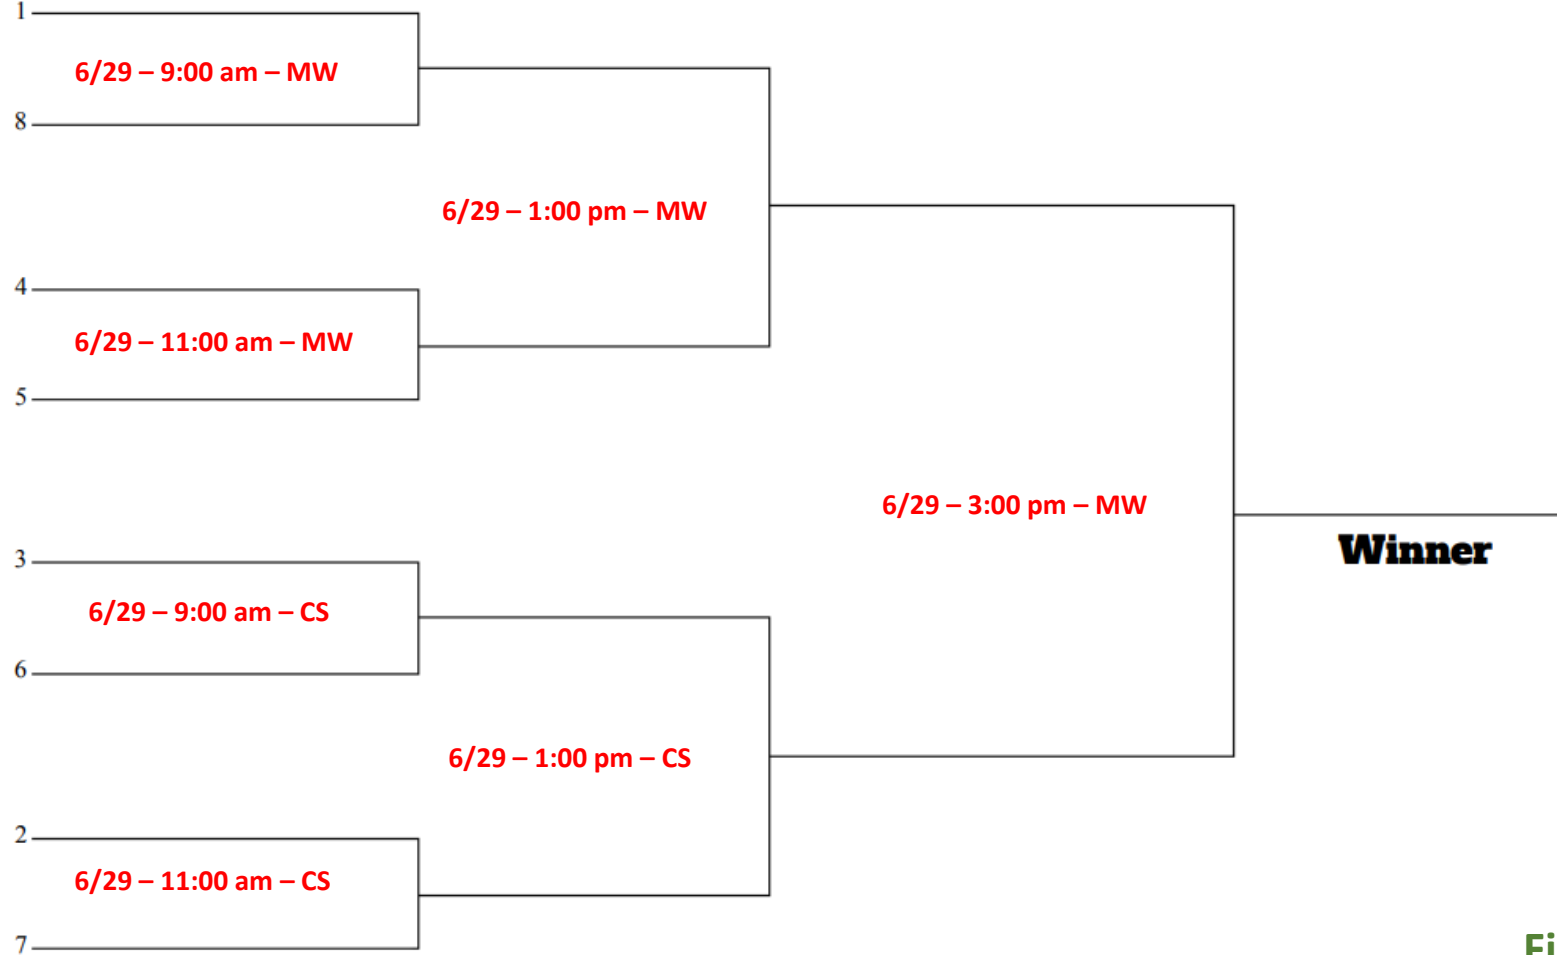 1
6/29 – 9:00 am – MW
8
6/29 – 1:00 pm – MW
4
6/29 – 11:00 am – MW
5
6/29 – 3:00 pm – MW
Winner
3
6/29 – 9:00 am – CS
6
6/29 – 1:00 pm – CS
2
6/29 – 11:00 am – CS
7